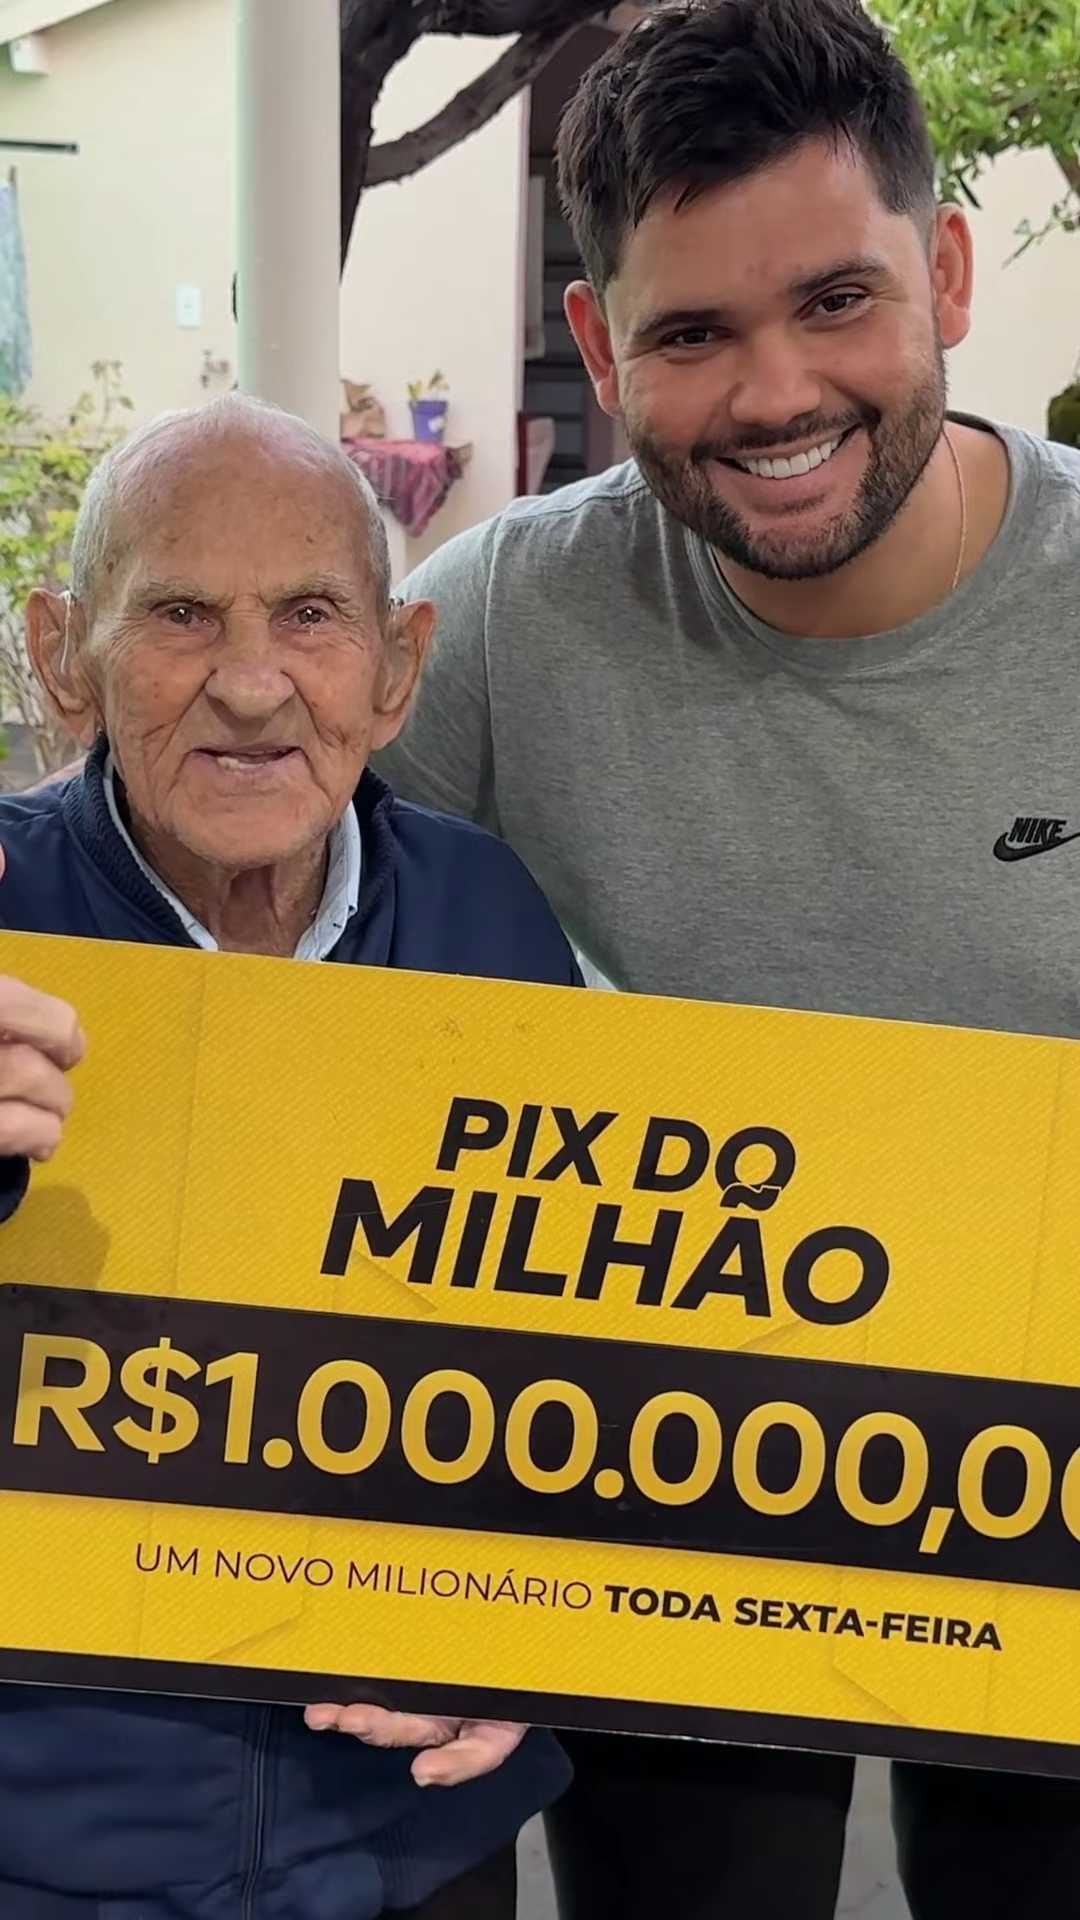 NIKE
PIX DO
MILHÃO
R$1.000.000,00
UM NOVO MILIONÁRIO TODA SEXTA-FEIRA